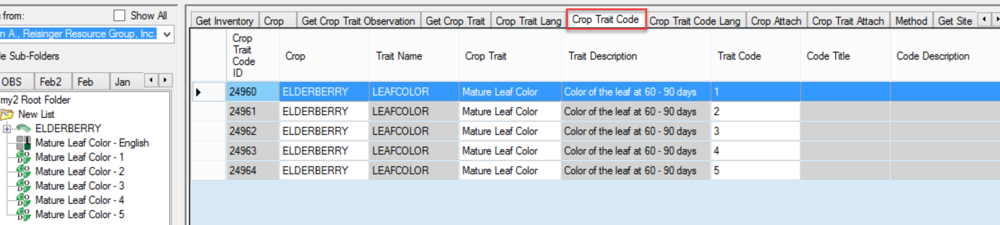 s from:
Show All
n A., Reisinger Resource Group, Inc.
le Sub-Folders
OBS Feb2 Feb Jan
my2 Root Folder
New List
ELDERBERRY
Mature Leaf Color - English
Mature Leaf Color - 1
Mature Leaf Color - 2
Mature Leaf Color - 3
Mature Leaf Color - 4
Mature Leaf Color - 5
Get Inventory Crop Get Crop Trait Observation Get Crop Trait Crop Trait Lang Crop Trait Code Crop Trait Code Lang Crop Attach Crop Trait Attach Method Get Site
Crop Trait Code ID Crop Trait Name Crop Trait Trait Description Trait Code Code Title Code Description
24960 ELDERBERRY LEAFCOLOR Mature Leaf Color Color of the leaf at 60 - 90 days 1
24961 ELDERBERRY LEAFCOLOR Mature Leaf Color Color of the leaf at 60 - 90 days 2
24962 ELDERBERRY LEAFCOLOR Mature Leaf Color Color of the leaf at 60 - 90 days 3
24963 ELDERBERRY LEAFCOLOR Mature Leaf Color Color of the leaf at 60 - 90 days 4
24964 ELDERBERRY LEAFCOLOR Mature Leaf Color Color of the leaf at 60 - 90 days 5